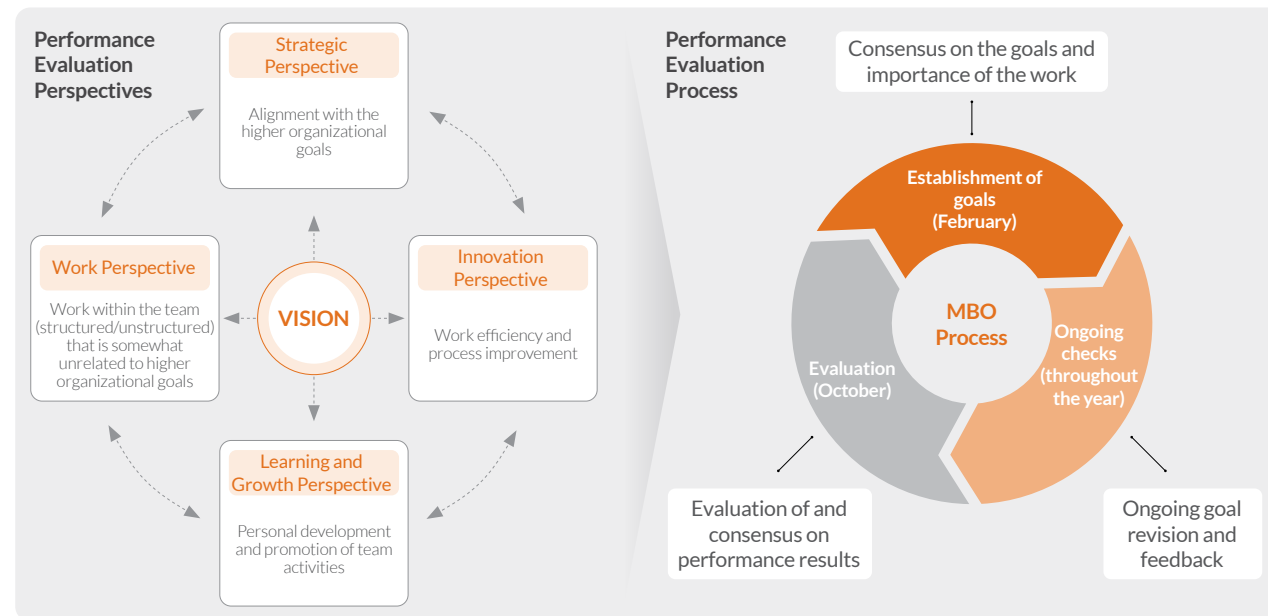 Performance
Evaluation
Perspectives
Strategic
Perspective
Alignment with the
higher organizational
goals
Work Perspective
Work within the team
(structured/unstructured)
that is somewhat
unrelated to higher
organizational goals
VISION
Innovation
Perspective
Work efficiency and
process improvement
Learning and
Growth Perspective
Personal development
and promotion of team
activities
Performance
Evaluation
Process
Consensus on the goals and
importance of the work
Establishment of
goals
(February)
MBO
Process
Ongoing
checks
(throughout
the year)
Evaluation
(October)
Evaluation of and
consensus on
performance results
Ongoing goal
revision and
feedback